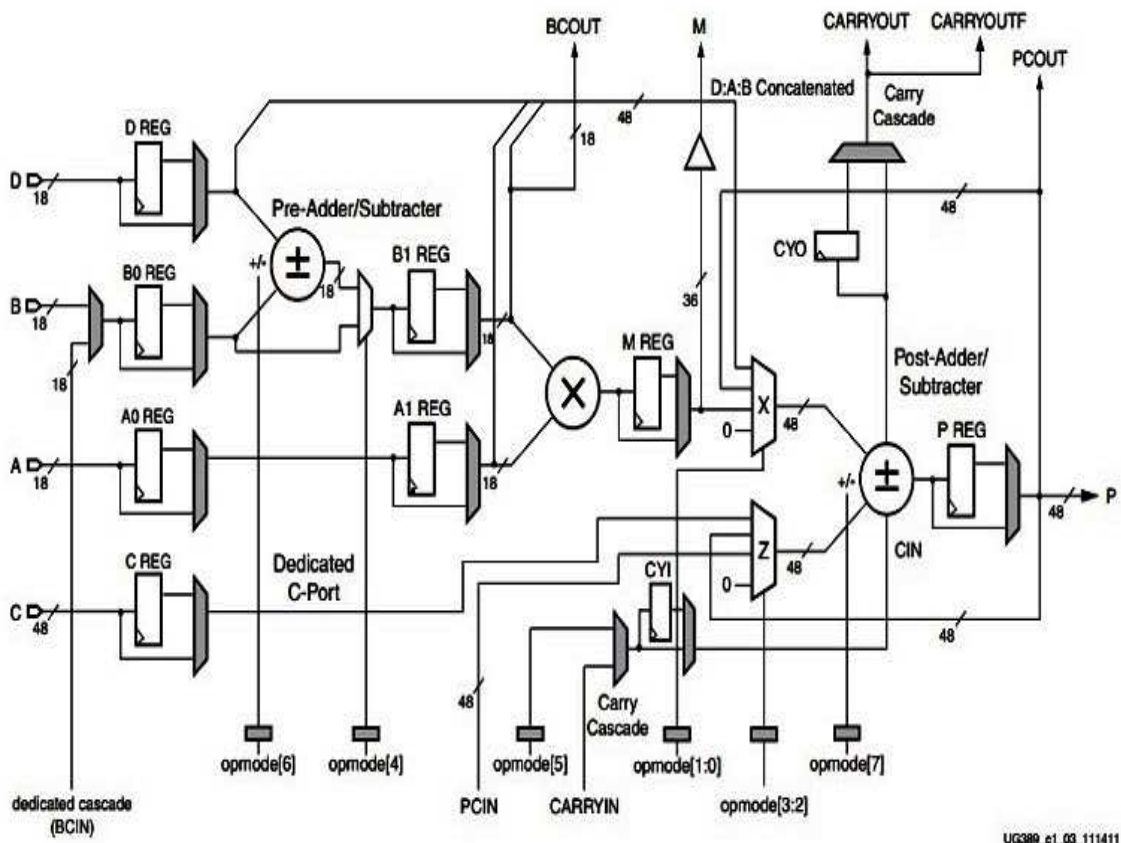 BCOUT
M
CARRYOUT
CARRYOUTF
PCOUT
D:A:B Concatenated
Carry
Cascade
48
18
D REG
D
18
Pre-Adder/Subtracter
+/-
±
18
48
CYO
B0 REG
B
18
18
B1 REG
18
36
M REG
×
X
0
48
Post-Adder/
Subtracter
P REG
A0 REG
A
18
A1 REG
18
+/-
±
48
P
CIN
Z
0
48
C REG
C
48
Dedicated
C-Port
CYI
48
48
Carry
Cascade
opmode[6]
opmode[4]
opmode[5]
opmode[1:0]
opmode[7]
dedicated cascade
(BCIN)
PCIN
CARRYIN
opmode[3:2]
UG389_c1_03_111411